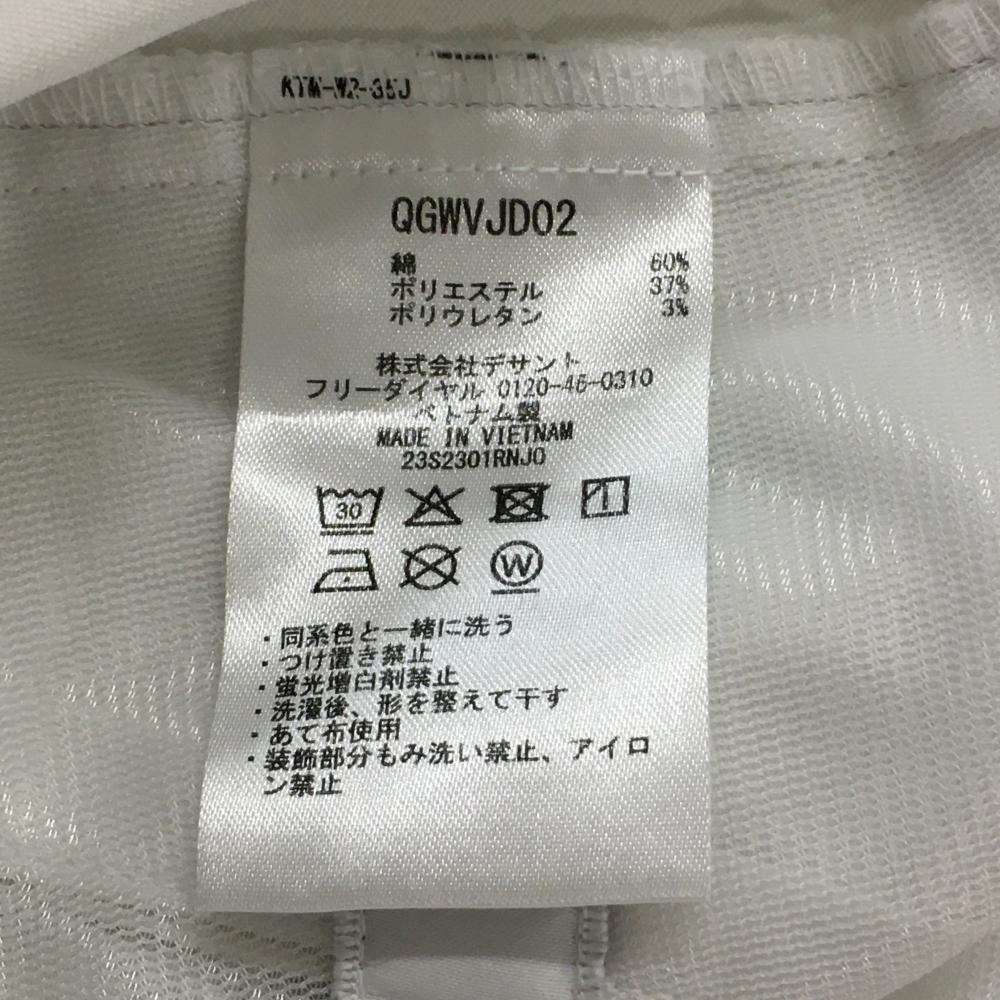 QGWVJD02
綿 60%
ポリエステル 37%
ポリウレタン 3%
株式会社デサント
フリーダイヤル 0120-46-0310
ベトナム製
MADE IN VIETNAM
23S2301RNJ0
30
W
・同系色と一緒に洗う
・つけ置き禁止
・蛍光増白剤禁止
・洗濯後、形を整えて干す
・あて布使用
・装飾部分もみ洗い禁止、アイロ
ン禁止